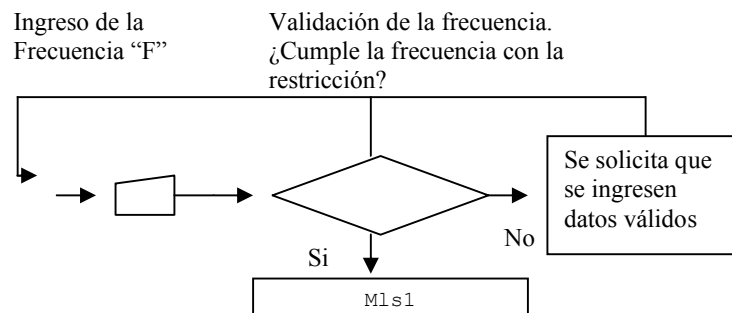 Ingreso de la
Frecuencia “F”
Validación de la frecuencia.
¿Cumple la frecuencia con la
restricción?
Se solicita que
se ingresen
datos válidos
No
Si
Mls1